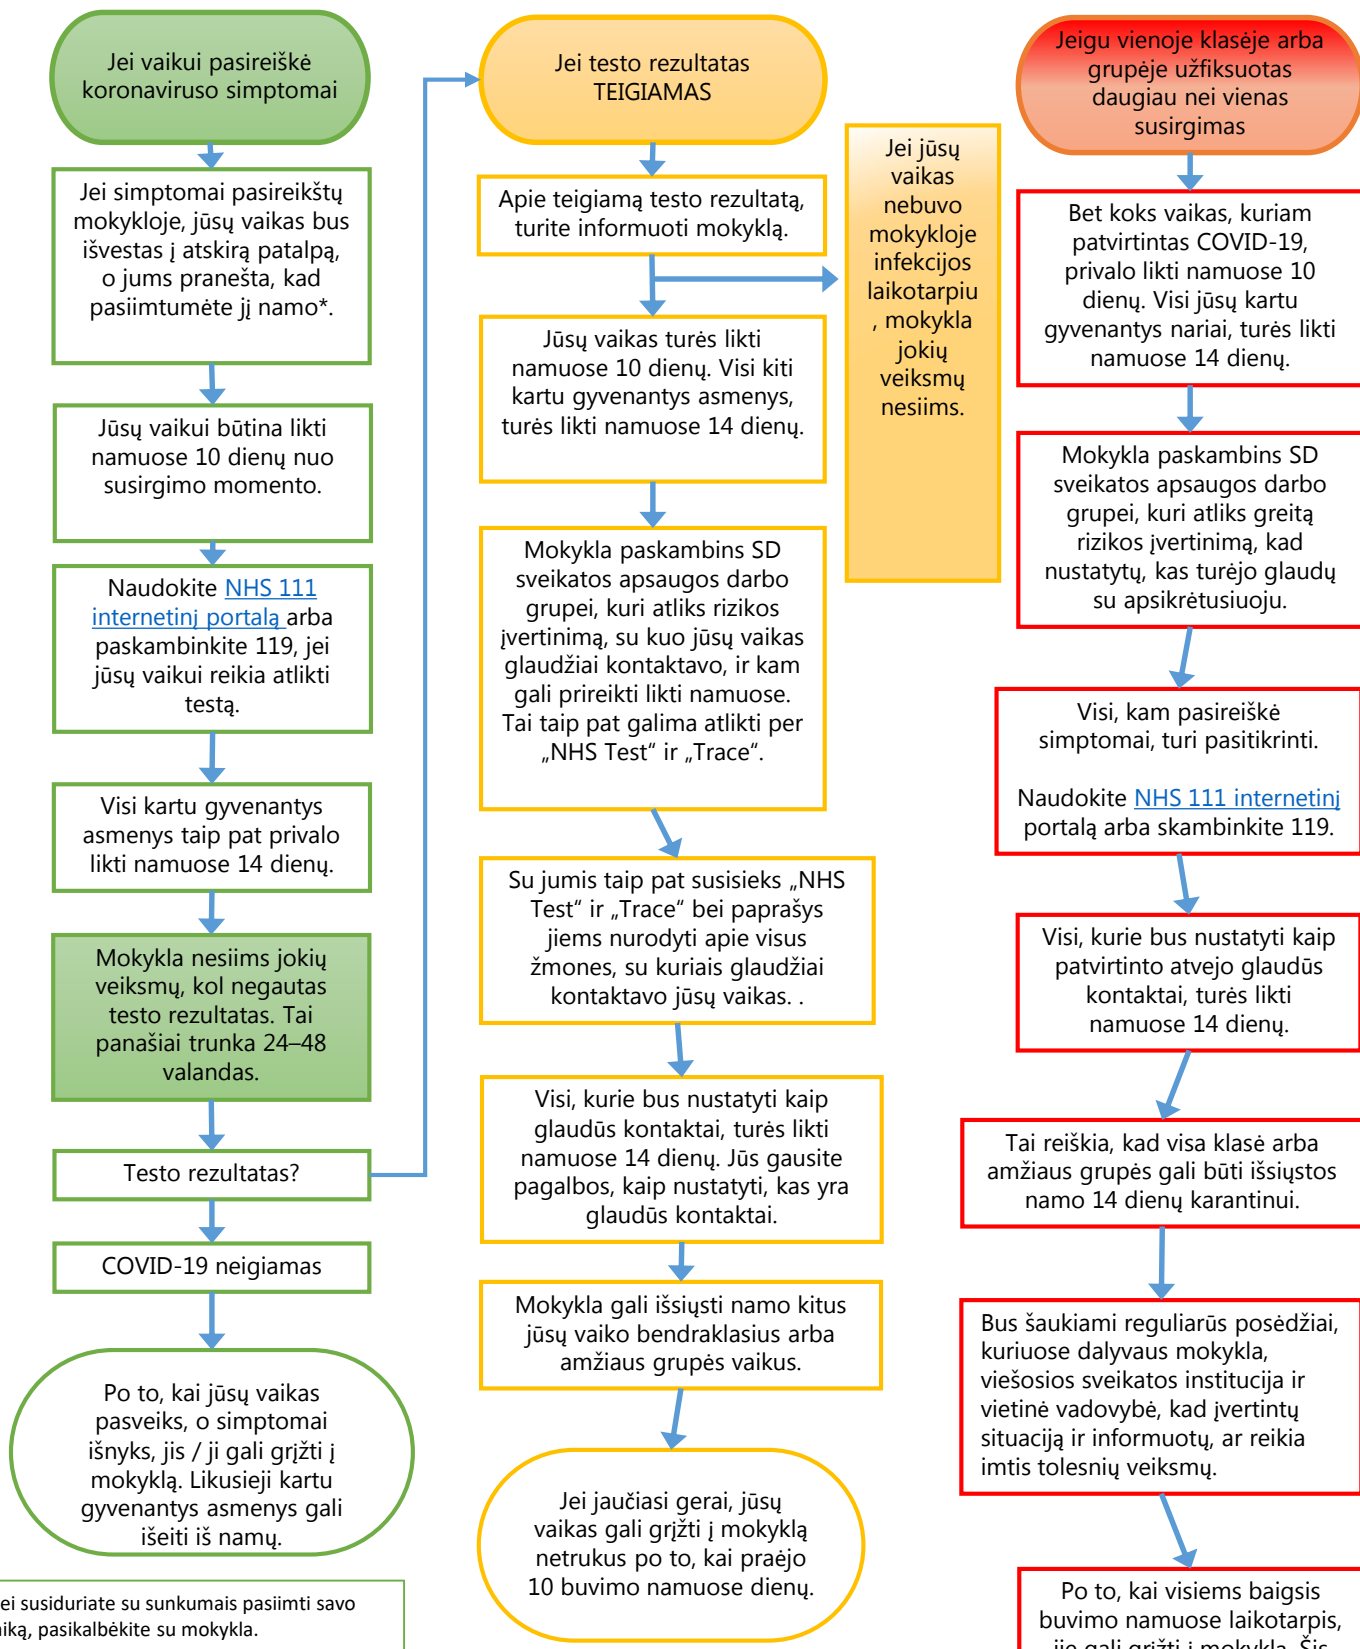 Jei vaikui pasireiškė
koronaviruso simptomai
Jei simptomai pasireikštų
mokykloje, jūsų vaikas bus
išvestas į atskirą patalpą,
o jums pranešta, kad
pasiimtumėte jį namo*.
Jūsų vaikui būtina likti
namuose 10 dienų nuo
susirgimo momento.
Naudokite NHS 111
internetinį portalą arba
paskambinkite 119, jei
jūsų vaikui reikia atlikti
testą.
Visi kartu gyvenantys
asmenys taip pat privalo
likti namuose 14 dienų.
Mokykla nesiims jokių
veiksmų, kol negautas
testo rezultatas. Tai
panašiai trunka 24–48
valandas.
Testo rezultatas?
COVID-19 neigiamas
Po to, kai jūsų vaikas
pasveiks, o simptomai
išnyks, jis / ji gali grįžti į
mokyklą. Likusieji kartu
gyvenantys asmenys gali
išeiti iš namų.
ei susiduriate su sunkumais pasiimti savo
iką, pasikalbėkite su mokykla.
Jei testo rezultatas
TEIGIAMAS
Apie teigiamą testo rezultatą,
turite informuoti mokyklą.
Jei jūsų
vaikas
nebuvo
mokykloje
infekcijos
laikotarpiu
, mokykla
jokių
veiksmų
nesiims.
Jūsų vaikas turės likti
namuose 10 dienų. Visi kiti
kartu gyvenantys asmenys,
turės likti namuose 14 dienų.
Mokykla paskambins SD
sveikatos apsaugos darbo
grupei, kuri atliks rizikos
įvertinimą, su kuo jūsų vaikas
glaudžiai kontaktavo, ir kam
gali prireikti likti namuose.
Tai taip pat galima atlikti per
„NHS Test“ ir „Trace“.
Su jumis taip pat susisieks „NHS
Test“ ir „Trace“ bei paprašys
jiems nurodyti apie visus
žmones, su kuriais glaudžiai
kontaktavo jūsų vaikas. .
Visi, kurie bus nustatyti kaip
glaudūs kontaktai, turės likti
namuose 14 dienų. Jūs gausite
pagalbos, kaip nustatyti, kas yra
glaudūs kontaktai.
Mokykla gali išsiųsti namo kitus
jūsų vaiko bendraklasius arba
amžiaus grupės vaikus.
Jei jaučiasi gerai, jūsų
vaikas gali grįžti į mokyklą
netrukus po to, kai praėjo
10 buvimo namuose dienų.
Jeigu vienoje klasėje arba
grupėje užfiksuotas
daugiau nei vienas
susirgimas
Bet koks vaikas, kuriam
patvirtintas COVID-19,
privalo likti namuose 10
dienų. Visi jūsų kartu
gyvenantys nariai, turės likti
namuose 14 dienų.
Mokykla paskambins SD
sveikatos apsaugos darbo
grupei, kuri atliks greitą
rizikos įvertinimą, kad
nustatytų, kas turėjo glaudų
su apsikrėtusiuoju.
Visi, kam pasireiškė
simptomai, turi pasitikrinti.
Naudokite NHS 111 internetinį
portalą arba skambinkite 119.
Visi, kurie bus nustatyti kaip
patvirtinto atvejo glaudūs
kontaktai, turės likti
namuose 14 dienų.
Tai reiškia, kad visa klasė arba
amžiaus grupės gali būti išsiųstos
namo 14 dienų karantinui.
Bus šaukiami reguliarūs posėdžiai,
kuriuose dalyvaus mokykla,
viešosios sveikatos institucija ir
vietinė vadovybė, kad įvertintų
situaciją ir informuotų, ar reikia
imtis tolesnių veiksmų.
Po to, kai visiems baigsis
buvimo namuose laikotarpis,
jie gali grįžti į mokyklą. Šis